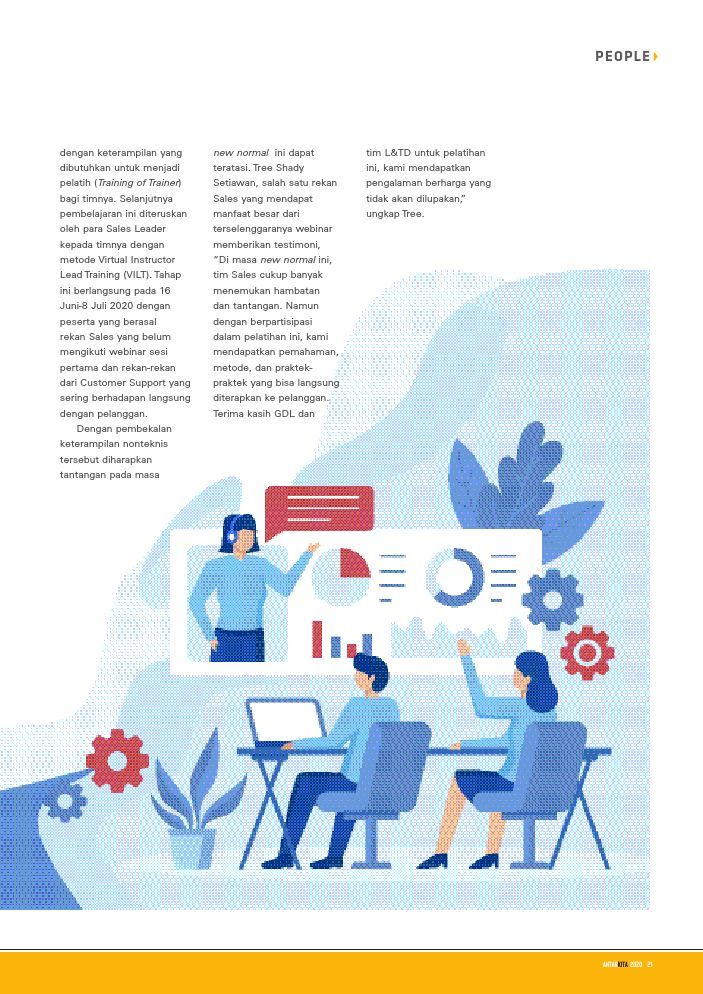 PEOPLE
dengan keterampilan yang
dibutuhkan untuk menjadi
pelatih (Training of Trainer)
bagi timnya. Selanjutnya
pembelajaran ini diteruskan
oleh para Sales Leader
kepada timnya dengan
metode Virtual Instructor
Lead Training (VILT). Tahap
ini berlangsung pada 16
Juni-8 Juli 2020 dengan
peserta yang berasal
rekan Sales yang belum
mengikuti webinar sesi
pertama dan rekan-rekan
dari Customer Support yang
sering berhadapan langsung
dengan pelanggan.
Dengan pembekalan
keterampilan nonteknis
tersebut diharapkan
tantangan pada masa
new normal ini dapat
teratasi. Tree Shady
Setiawan, salah satu rekan
Sales yang mendapat
manfaat besar dari
terselenggaranya webinar
memberikan testimoni,
“Di masa new normal ini,
tim Sales cukup banyak
menemukan hambatan
dan tantangan. Namun
dengan berpartisipasi
dalam pelatihan ini, kami
mendapatkan pemahaman,
metode, dan praktek-
praktek yang bisa langsung
diterapkan ke pelanggan.
Terima kasih GDL dan
tim L&TD untuk pelatihan
ini, kami mendapatkan
pengalaman berharga yang
tidak akan dilupakan,”
ungkap Tree.
ANTARKITA 2020 21